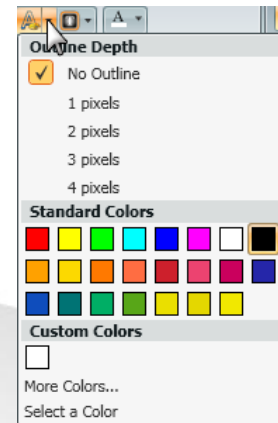 A A
Outline Depth
No Outline
1 pixels
2 pixels
3 pixels
4 pixels
Standard Colors
Custom Colors
More Colors...
Select a Color